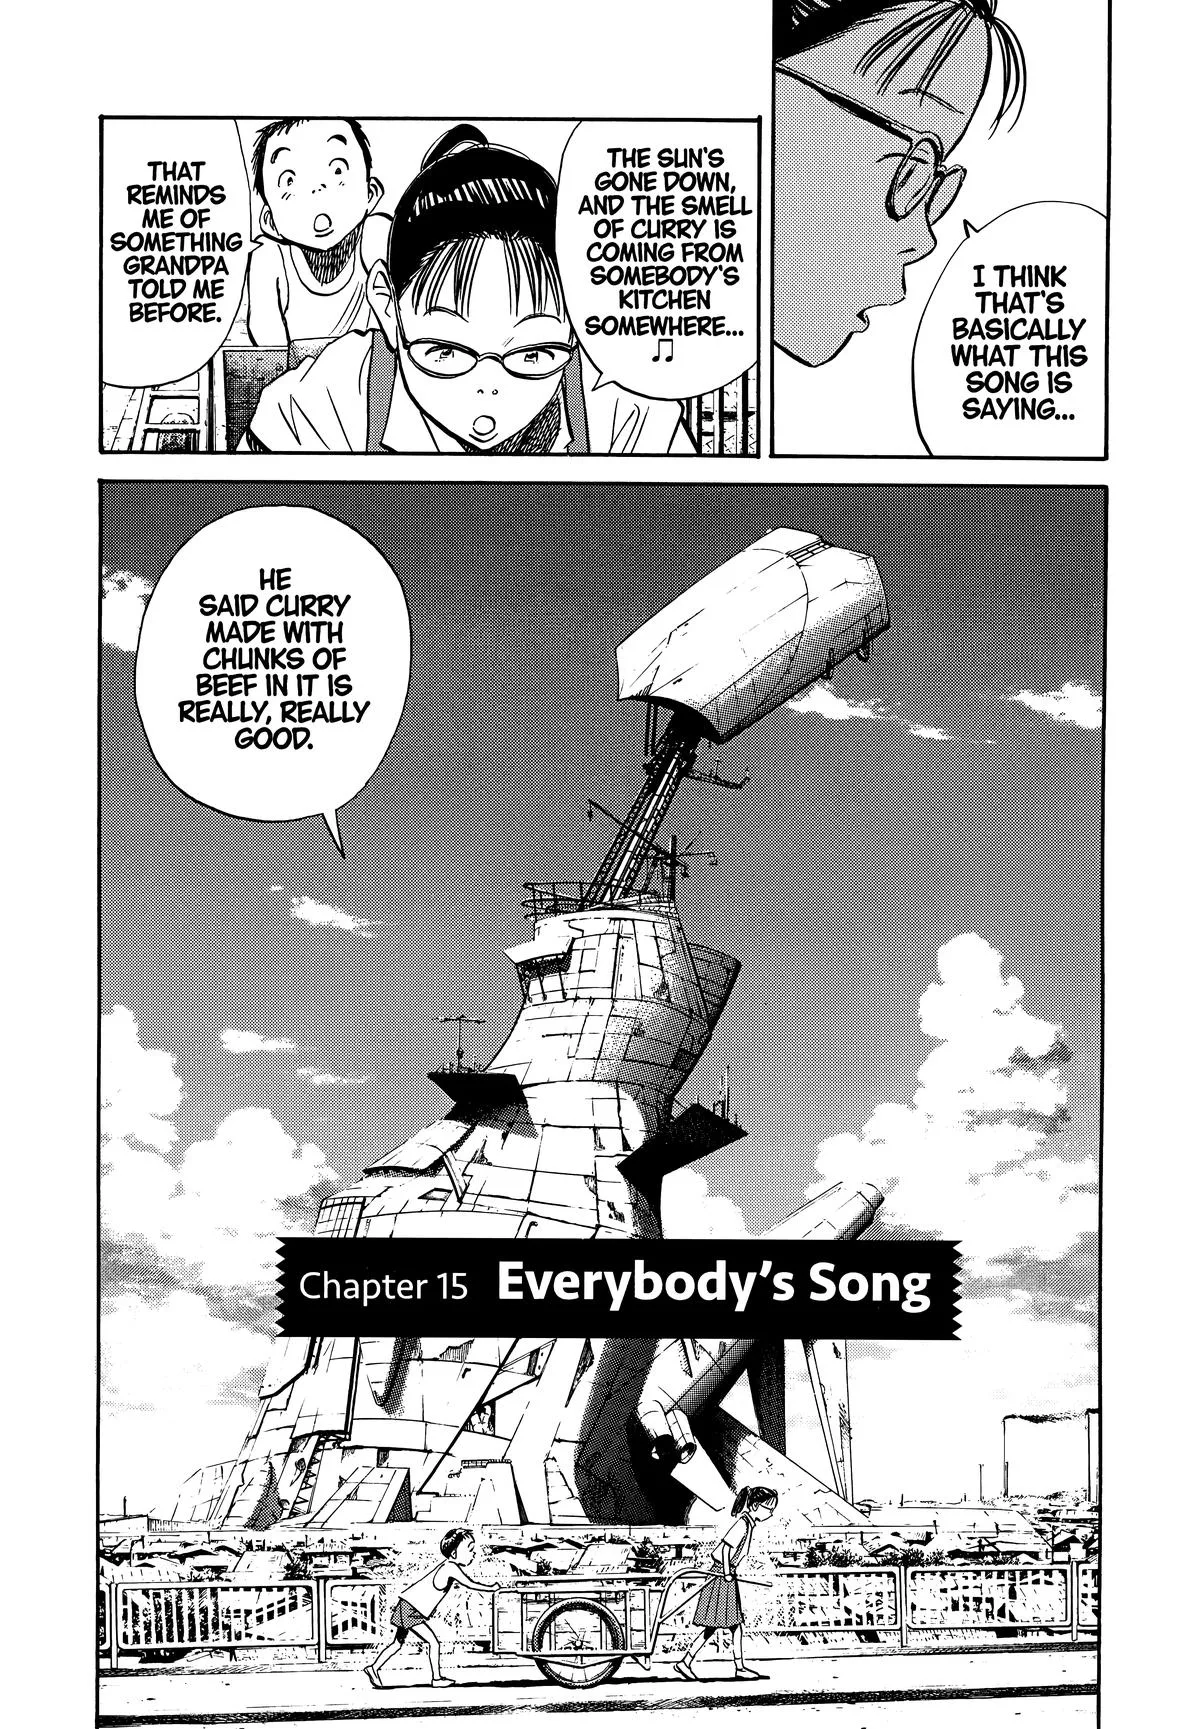 I THINK
THAT'S
BASICALLY
WHAT THIS
SONG IS
SAYING...
THE SUN'S
GONE DOWN,
AND THE SMELL
OF CURRY IS
COMING FROM
SOMEBODY'S
KITCHEN
SOMEWHERE...
♫
THAT
REMINDS
ME OF
SOMETHING
GRANDPA
TOLD ME
BEFORE.
HE
SAID CURRY
MADE WITH
CHUNKS OF
BEEF IN IT IS
REALLY, REALLY
GOOD.
Chapter 15 Everybody's Song